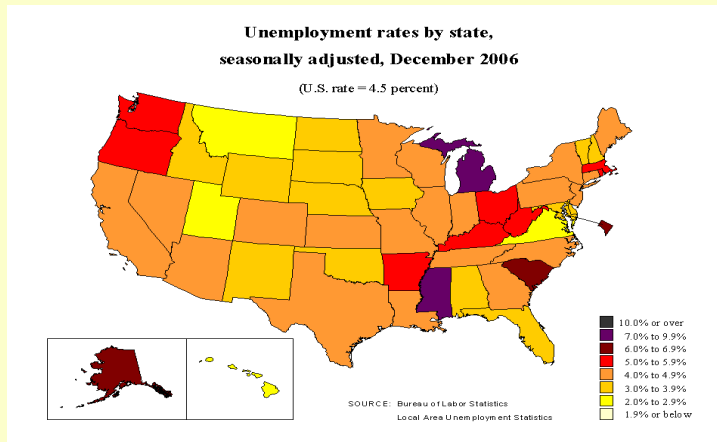 Unemployment rates by state,
seasonally adjusted, December 2006
(U.S. rate = 4.5 percent)
10.0% or over
7.0% to 9.9%
6.0% to 6.9%
5.0% to 5.9%
4.0% to 4.9%
3.0% to 3.9%
2.0% to 2.9%
1.9% or below
SOURCE: Bureau of Labor Statistics
Local Area Unemployment Statistics